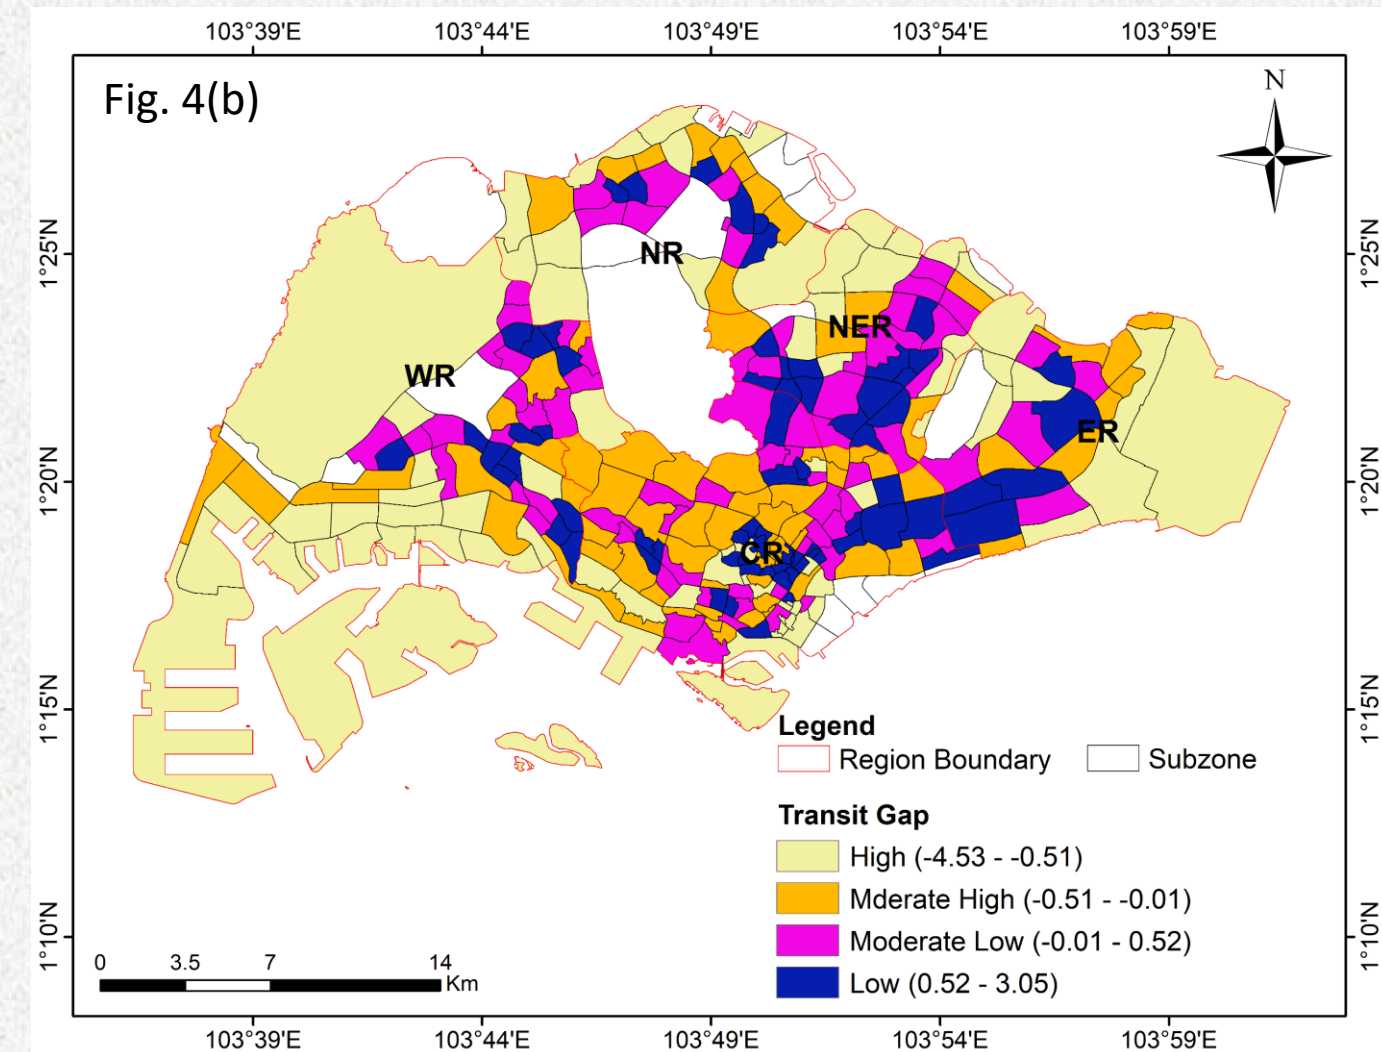 103°39'E 103°44'E 103°49'E 103°54'E 103°59'E
Fig. 4(b)
N
1°25'N 1°25'N
NR
NER
WR
ER
1°20'N 1°20'N
CR
1°15'N 1°15'N
Legend
Region Boundary Subzone
Transit Gap
High (-4.53 - -0.51)
Mderate High (-0.51 - -0.01)
Moderate Low (-0.01 - 0.52)
Low (0.52 - 3.05)
1°10'N 1°10'N
0 3.5 7 14
Km
103°39'E 103°44'E 103°49'E 103°54'E 103°59'E